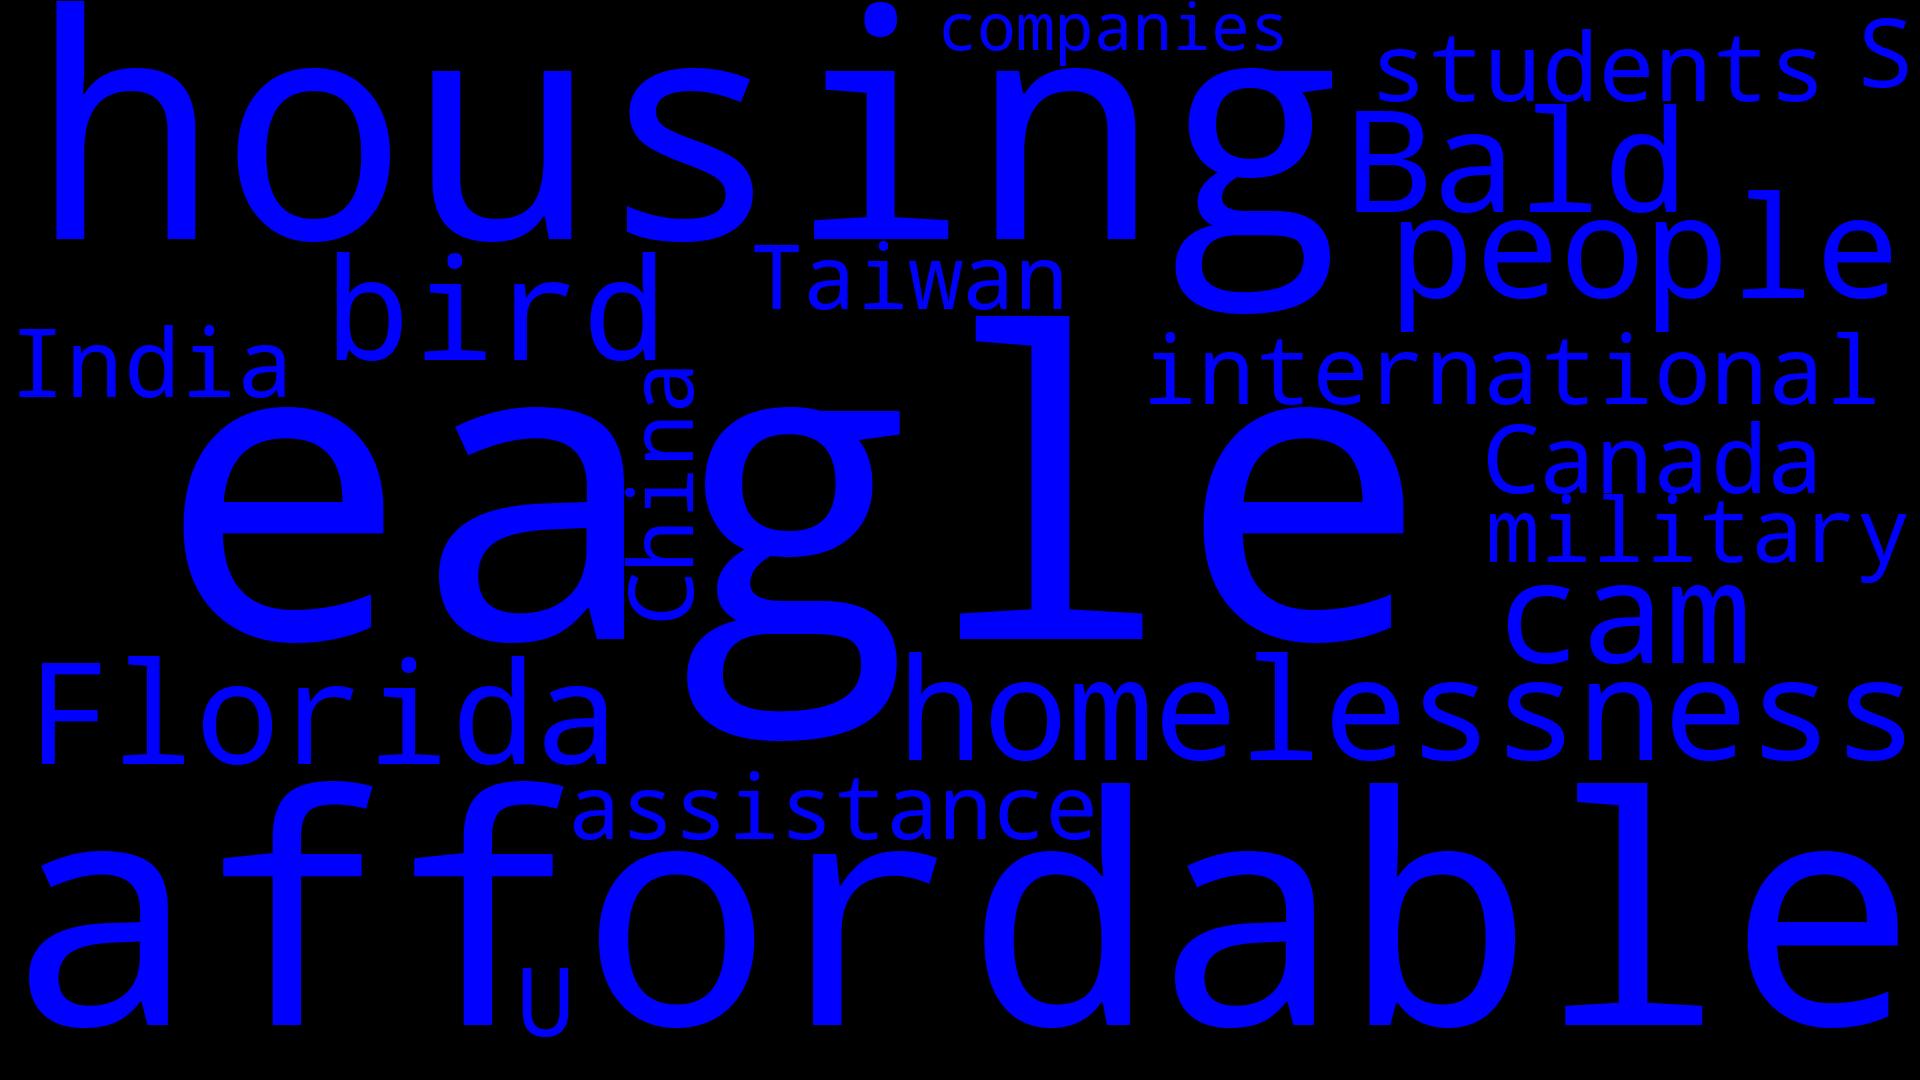 companies
students S
housing
Bald
people
bird Taiwan
India
international
China
eagle
Canada
military
cam
Florida homelessness
assistance
affordable
U